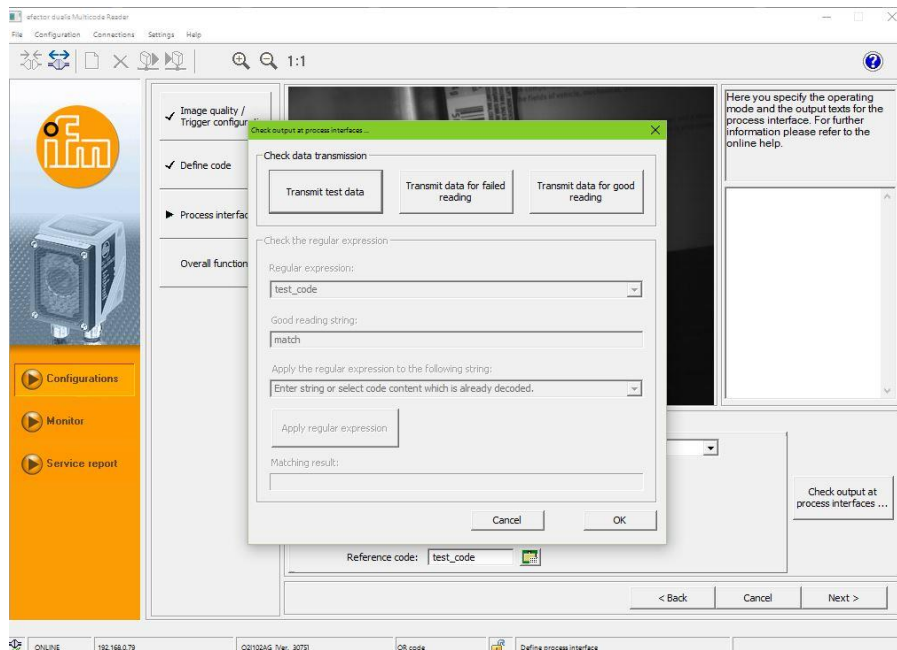 efector dualis Multicode Reader
File Configuration Connections Settings Help
1:1
?
ifm
Configurations
Monitor
Service report
Image quality /
Trigger configur
Define code
Process interfac
Overall function
Here you specify the operating
mode and the output texts for the
process interface. For further
information please refer to the
online help.
Check output at process interfaces ...
Check data transmission
Transmit test data
Transmit data for failed
reading
Transmit data for good
reading
Check the regular expression
Regular expression:
test_code
Good reading string:
match
Apply the regular expression to the following string:
Enter string or select code content which is already decoded.
Apply regular expression
Matching result:
Cancel OK
Check output at
process interfaces ...
Reference code: test_code
< Back Cancel Next >
ONLINE 192.168.0.79 O2I102AG (Ver. 3075) QR code Define process interface